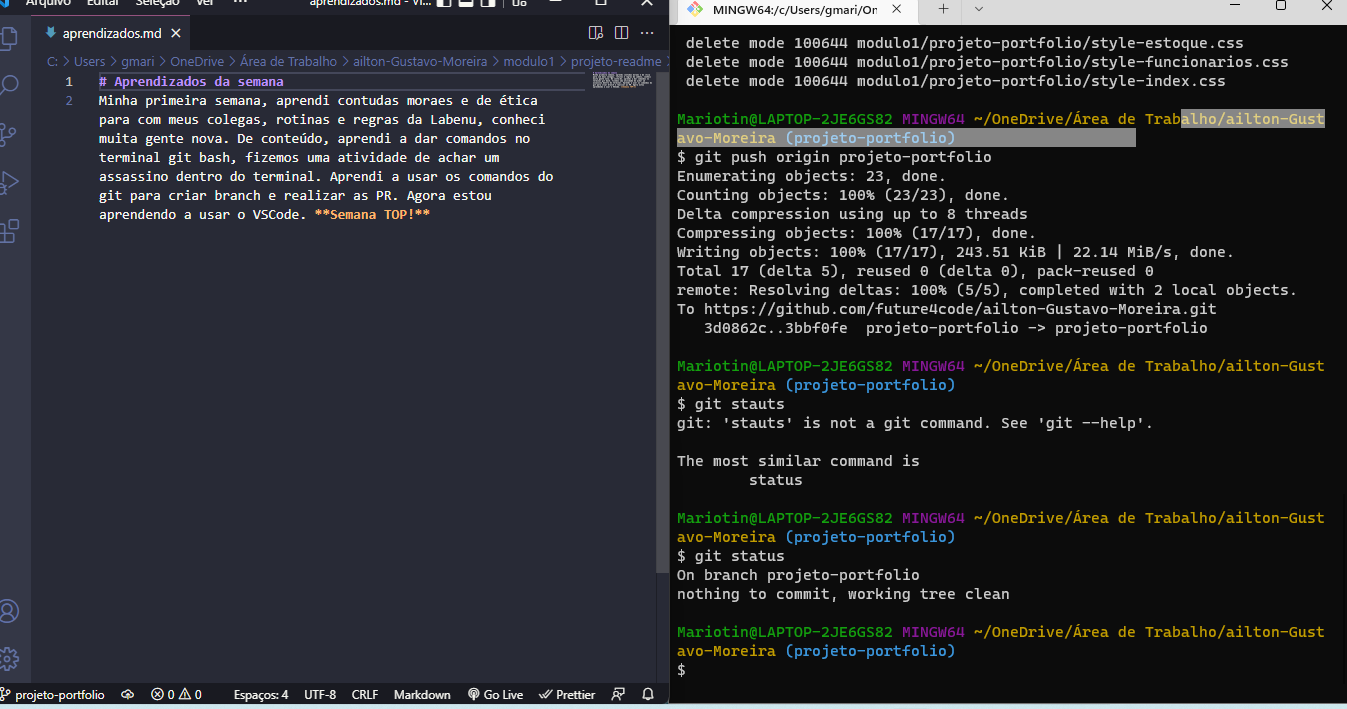 Arquivo Editar Seleção Ver ··· aprendizados.md - Vi...
aprendizados.md
C: > Users > gmari > OneDrive > Área de Trabalho > ailton-Gustavo-Moreira > modulo1 > projeto-readme >
1 # Aprendizados da semana
2 Minha primeira semana, aprendi contudas moraes e de ética
para com meus colegas, rotinas e regras da Labenu, conheci
muita gente nova. De conteúdo, aprendi a dar comandos no
terminal git bash, fizemos uma atividade de achar um
assassino dentro do terminal. Aprendi a usar os comandos do
git para criar branch e realizar as PR. Agora estou
aprendendo a usar o VSCode. **Semana TOP!**
projeto-portfolio 0 0 Espaços: 4 UTF-8 CRLF Markdown Go Live Prettier
MINGW64:/c/Users/gmari/On
delete mode 100644 modulo1/projeto-portfolio/style-estoque.css
delete mode 100644 modulo1/projeto-portfolio/style-funcionarios.css
delete mode 100644 modulo1/projeto-portfolio/style-index.css
Mariotin@LAPTOP-2JE6GS82 MINGW64 ~/OneDrive/Área de Trabalho/ailton-Gust
avo-Moreira (projeto-portfolio)
$ git push origin projeto-portfolio
Enumerating objects: 23, done.
Counting objects: 100% (23/23), done.
Delta compression using up to 8 threads
Compressing objects: 100% (17/17), done.
Writing objects: 100% (17/17), 243.51 KiB | 22.14 MiB/s, done.
Total 17 (delta 5), reused 0 (delta 0), pack-reused 0
remote: Resolving deltas: 100% (5/5), completed with 2 local objects.
To https://github.com/future4code/ailton-Gustavo-Moreira.git
3d0862c..3bbf0fe projeto-portfolio -> projeto-portfolio
Mariotin@LAPTOP-2JE6GS82 MINGW64 ~/OneDrive/Área de Trabalho/ailton-Gust
avo-Moreira (projeto-portfolio)
$ git stauts
git: 'stauts' is not a git command. See 'git --help'.
The most similar command is
status
Mariotin@LAPTOP-2JE6GS82 MINGW64 ~/OneDrive/Área de Trabalho/ailton-Gust
avo-Moreira (projeto-portfolio)
$ git status
On branch projeto-portfolio
nothing to commit, working tree clean
Mariotin@LAPTOP-2JE6GS82 MINGW64 ~/OneDrive/Área de Trabalho/ailton-Gust
avo-Moreira (projeto-portfolio)
$